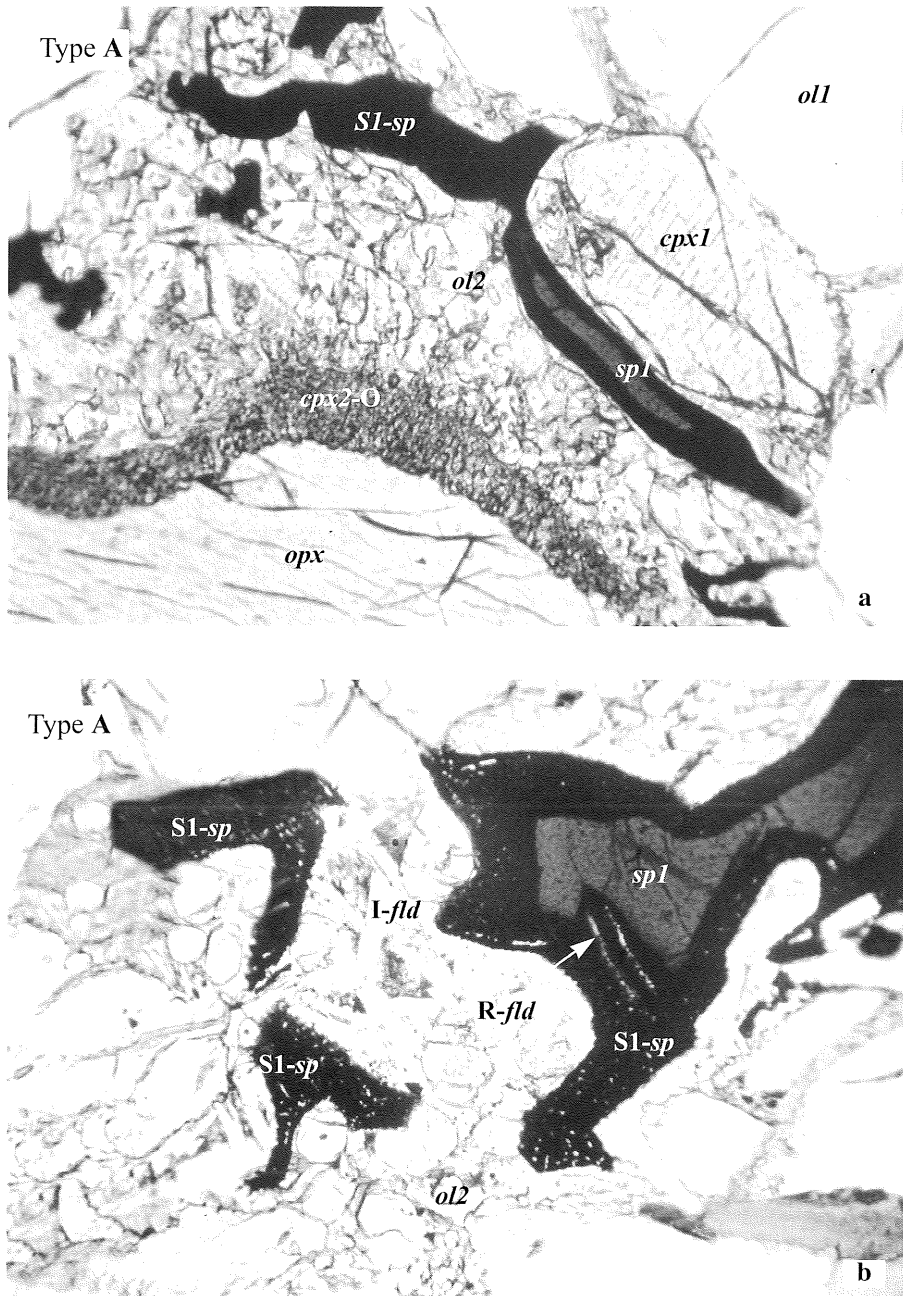 Type A
S1-sp
ol1
cpx1
ol2
sp1
cpx2-O
opx
a
Type A
S1-sp
sp1
I-fld
R-fld
S1-sp
S1-sp
ol2
b